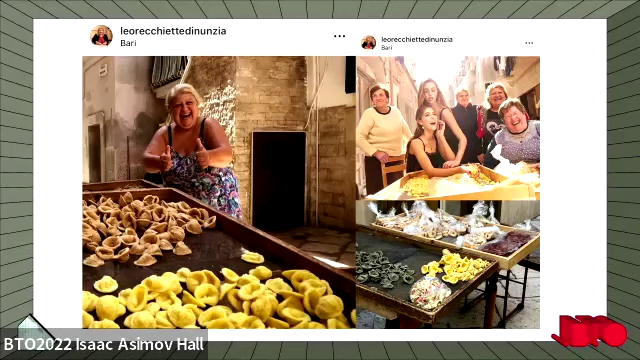 leorecchiettedinunzia
Bari
leorecchiettedinunzia
Bari
BTO2022 Isaac Asimov Hall
BTO